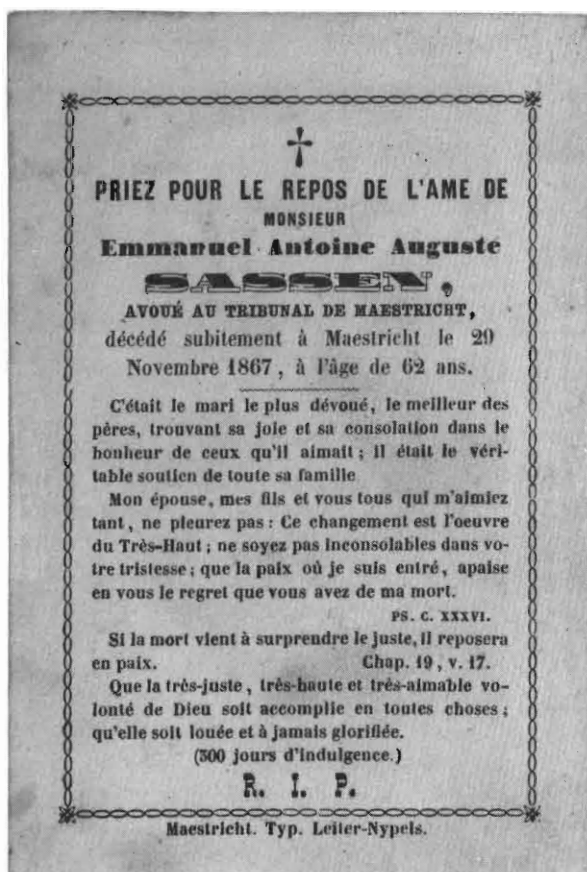 PRIEZ POUR LE REPOS DE L'AME DE
MONSIEUR
Emmanuel Antoine Auguste
SASSEN,
AVOUÉ AU TRIBUNAL DE MAESTRICHT,
décédé subitement à Maestricht le 29
Novembre 1867, à l'âge de 62 ans.
C'était le mari le plus dévoué, le meilleur des
pères, trouvant sa joie et sa consolation dans le
bonheur de ceux qu'il aimait; il était le véri-
table soutien de toute sa famille
Mon épouse, mes fils et vous tous qui m'aimiez
tant, ne pleurez pas: Ce changement est l'oeuvre
du Très-Haut; ne soyez pas inconsolables dans vo-
tre tristesse; que la paix où je suis entré, apaise
en vous le regret que vous avez de ma mort.
PS. C. XXXVI.
Si la mort vient à surprendre le juste, il reposera
en paix. Chap. 19, v. 17.
Que la très-juste, très-haute et très-aimable vo-
lonté de Dieu soit accomplie en toutes choses;
qu'elle soit louée et à jamais glorifiée.
(300 jours d'indulgence.)
R. I. P.
Maestricht. Typ. Leiter-Nypels.